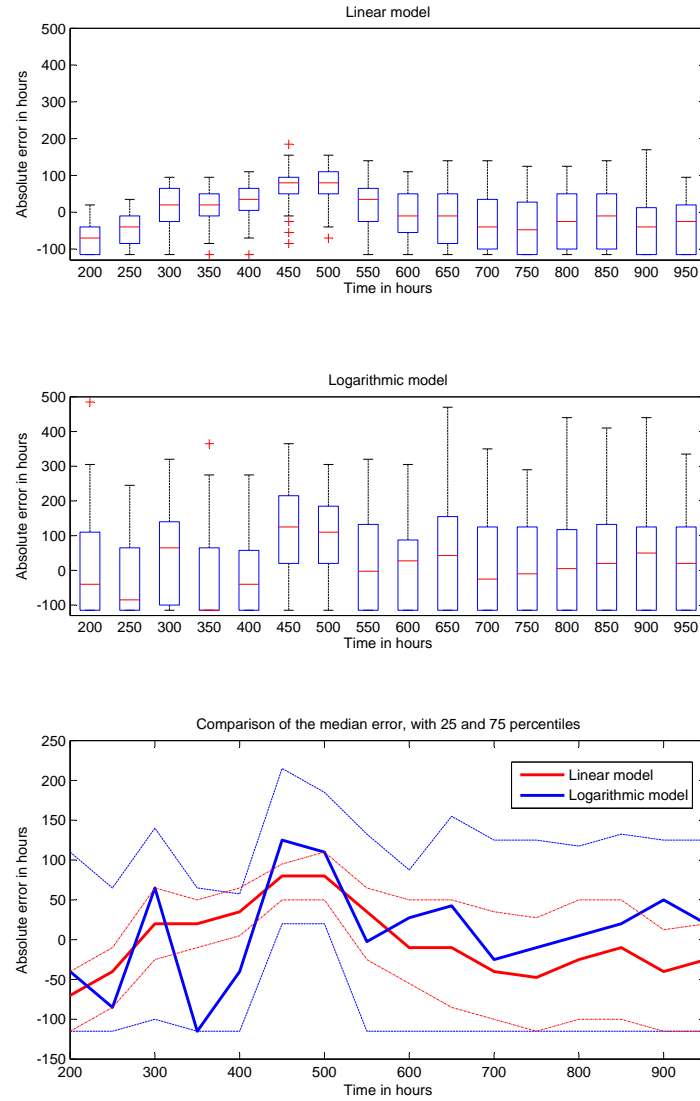 Linear model
500
400
300
200
100
0
-100
Absolute error in hours
200 250 300 350 400 450 500 550 600 650 700 750 800 850 900 950
Time in hours
Logarithmic model
500
400
300
200
100
0
-100
Absolute error in hours
200 250 300 350 400 450 500 550 600 650 700 750 800 850 900 950
Time in hours
Comparison of the median error, with 25 and 75 percentiles
250
200
150
100
50
0
-50
-100
-150
Absolute error in hours
Linear model
Logarithmic model
200 300 400 500 600 700 800 900
Time in hours